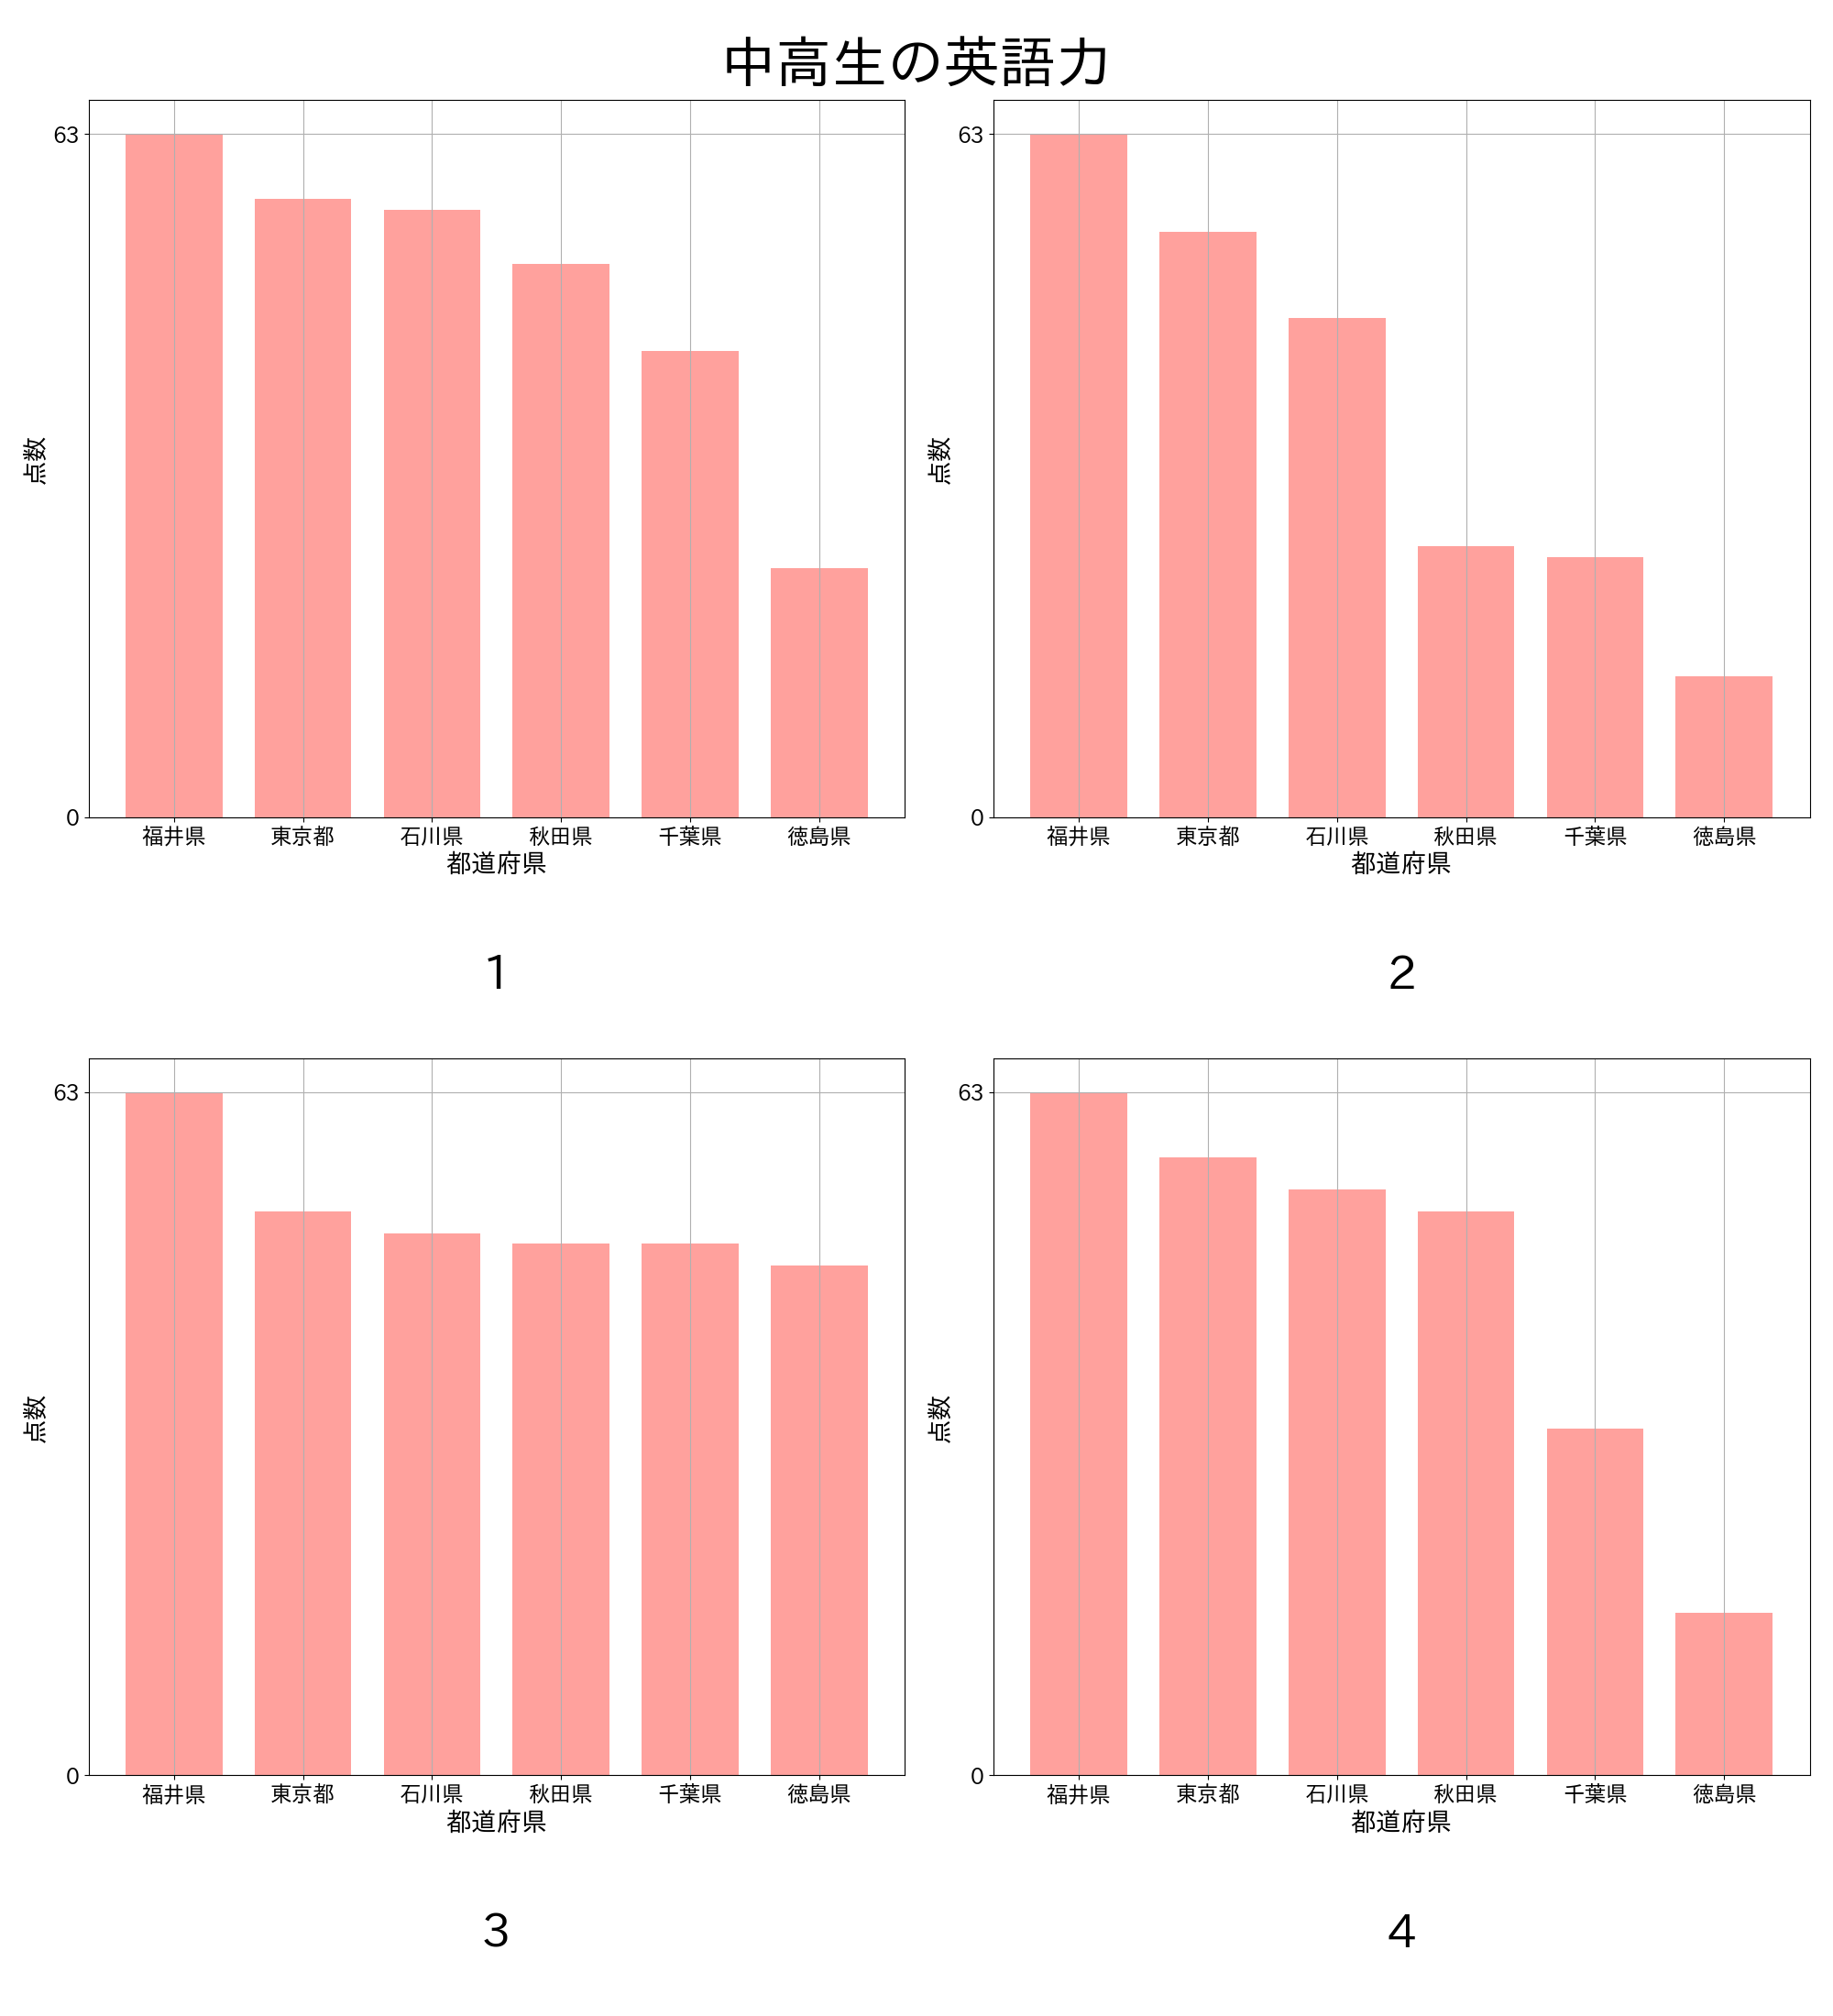 中高生の英語力
63
点数
0
福井県 東京都 石川県 秋田県 千葉県 徳島県
都道府県
1
63
点数
0
福井県 東京都 石川県 秋田県 千葉県 徳島県
都道府県
2
63
点数
0
福井県 東京都 石川県 秋田県 千葉県 徳島県
都道府県
3
63
点数
0
福井県 東京都 石川県 秋田県 千葉県 徳島県
都道府県
4